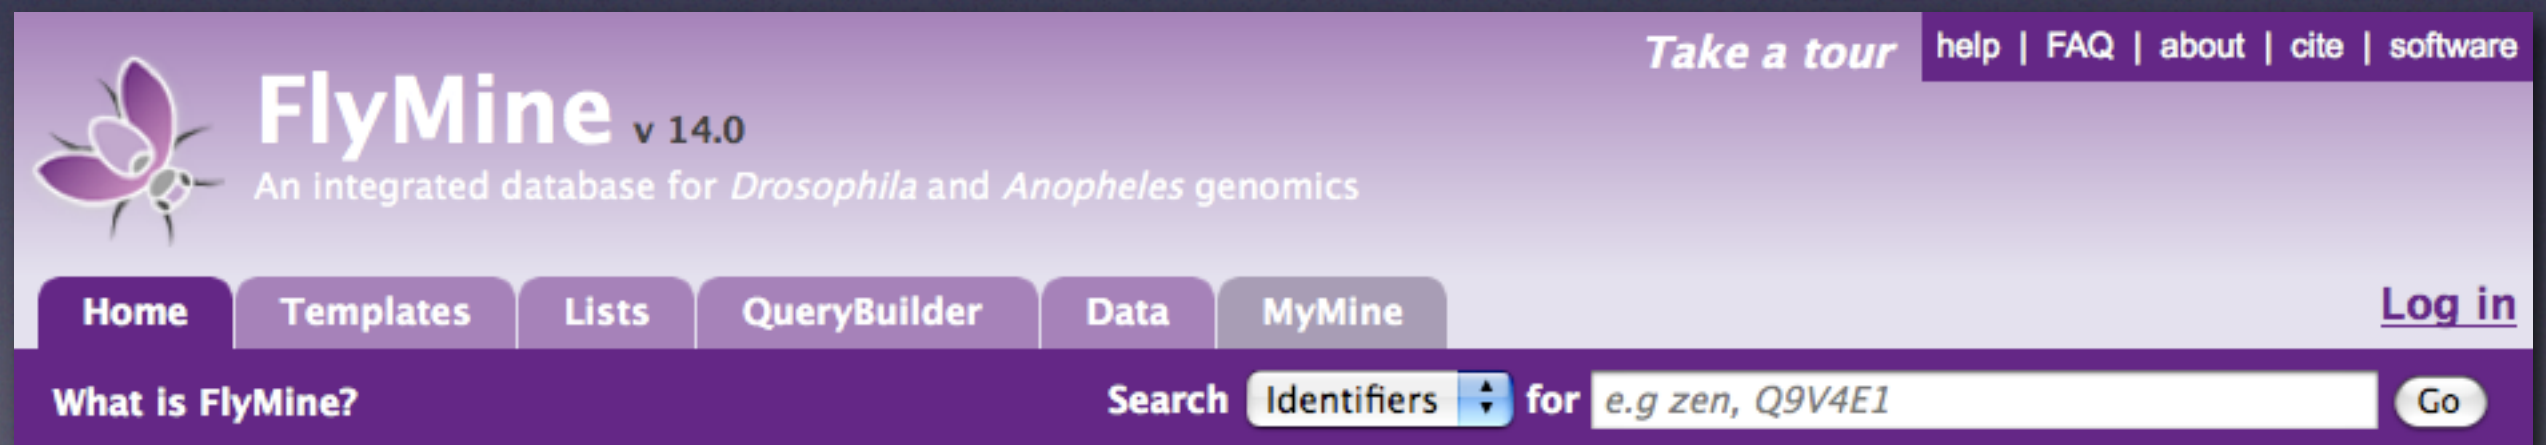 Take a tour help | FAQ | about | cite | software
FlyMine v 14.0
An integrated database for Drosophila and Anopheles genomics
Home Templates Lists QueryBuilder Data MyMine Log in
What is FlyMine? Search Identifiers for e.g zen, Q9V4E1 Go